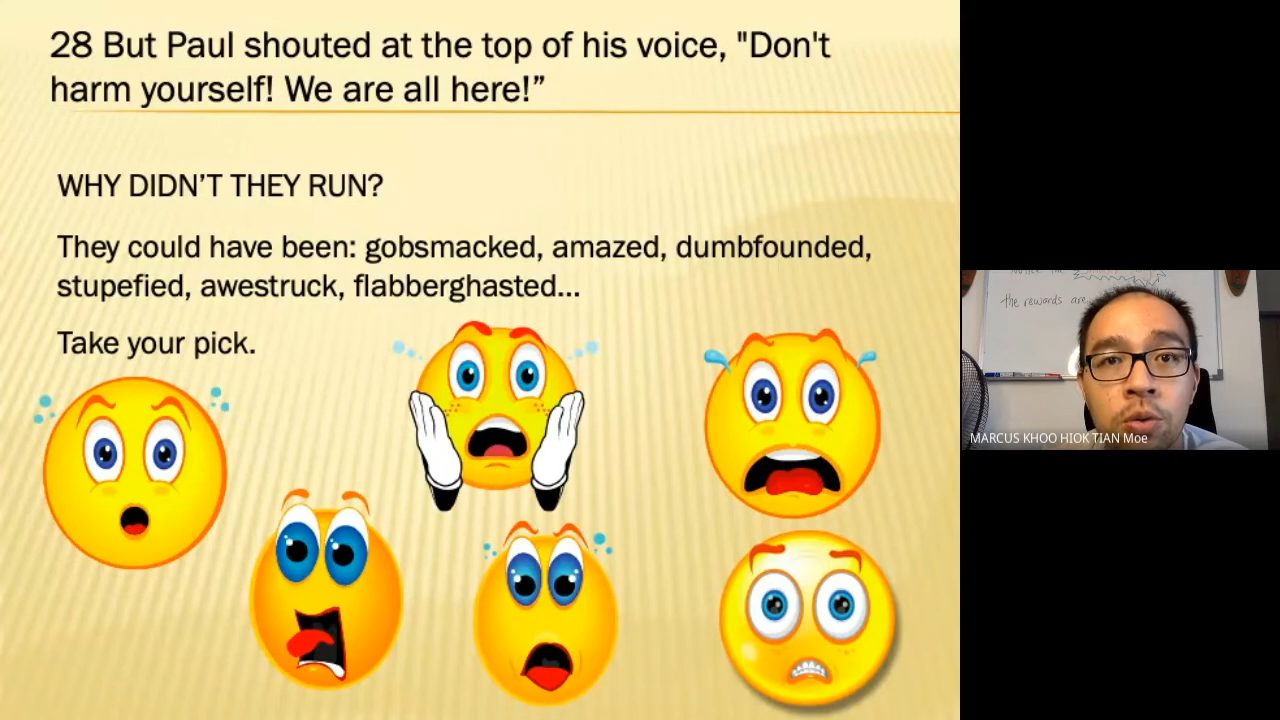 28 But Paul shouted at the top of his voice, "Don't
harm yourself! We are all here!”
WHY DIDN’T THEY RUN?
They could have been: gobsmacked, amazed, dumbfounded,
stupefied, awestruck, flabberghasted...
Take your pick.
the rewards are
MARCUS KHOO HIOK TIAN Moe